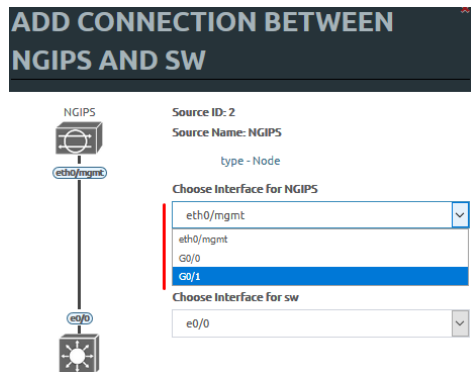 ADD CONNECTION BETWEEN
NGIPS AND SW
NGIPS
eth0/mgmt
e0/0
Source ID: 2
Source Name: NGIPS
type - Node
Choose Interface for NGIPS
eth0/mgmt
eth0/mgmt
G0/0
G0/1
Choose Interface for sw
e0/0